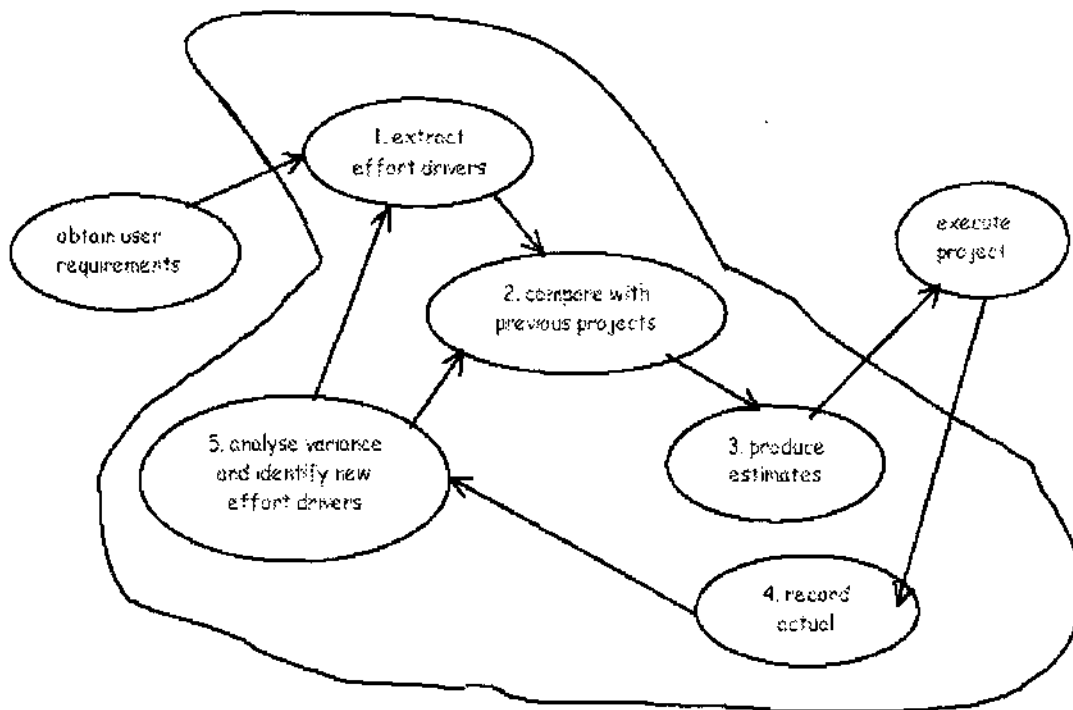 1. extract
effort drivers
obtain user
requirements
execute
project
2. compare with
previous projects
3. produce
estimates
5. analyse variance
and identify new
effort drivers
4. record
actual